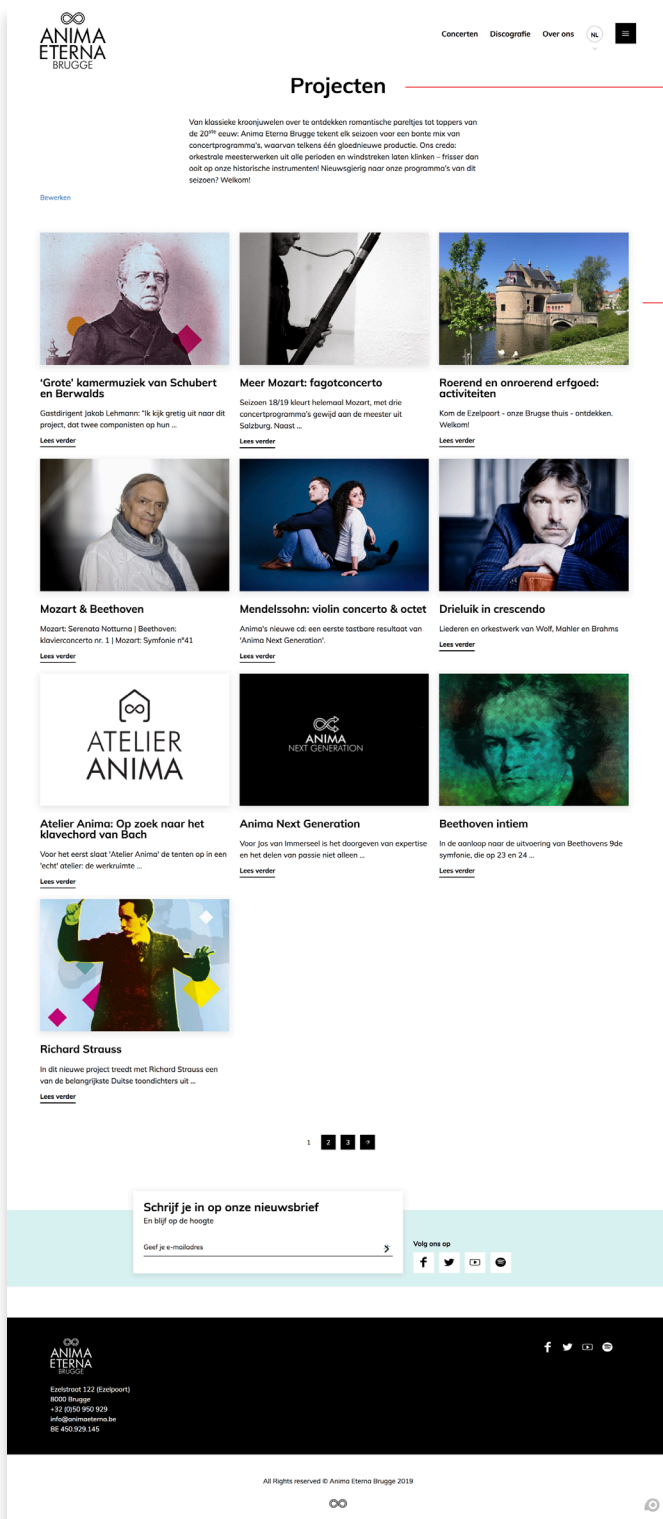 ANIMA
ETERNA
BRUGGE
Concerten
Discografie
Over ons
NL
Projecten
Van klassieke kroonjuwelen over te ontdekken romantische pareltjes tot toppers van
de 20ste eeuw: Anima Eterna Brugge tekent elk seizoen voor een bonte mix van
concertprogramma's, waarvan telkens één gloednieuwe productie. Ons credo:
orkestrale meesterwerken uit alle perioden en windstreken laten klinken – frisser dan
ooit op onze historische instrumenten! Nieuwsgierig naar onze programma's van dit
seizoen? Welkom!
Bewerken
‘Grote’ kamermuziek van Schubert
en Berwalds
Gastdirigent Jakob Lehmann: "Ik kijk gretig uit naar dit
project, dat twee componisten op hun ...
Lees verder
Meer Mozart: fagotconcerto
Seizoen 18/19 kleurt helemaal Mozart, met drie
concertprogramma's gewijd aan de meester uit
Salzburg. Naast ...
Lees verder
Roerend en onroerend erfgoed:
activiteiten
Kom de Ezelpoort - onze Brugse thuis - ontdekken.
Welkom!
Lees verder
Mozart & Beethoven
Mozart: Serenata Notturna | Beethoven:
klavierconcerto nr. 1 | Mozart: Symfonie n°41
Lees verder
Mendelssohn: violin concerto & octet
Anima's nieuwe cd: een eerste tastbare resultaat van
'Anima Next Generation'.
Lees verder
Drieluik in crescendo
Liederen en orkestwerk van Wolf, Mahler en Brahms
Lees verder
ATELIER
ANIMA
Atelier Anima: Op zoek naar het
klavechord van Bach
Voor het eerst slaat 'Atelier Anima' de tenten op in een
'echt' atelier: de werkruimte ...
Lees verder
ANIMA
NEXT GENERATION
Anima Next Generation
Voor Jos van Immerseel is het doorgeven van expertise
en het delen van passie niet alleen ...
Lees verder
Beethoven intiem
In de aanloop naar de uitvoering van Beethovens 9de
symfonie, die op 23 en 24 ...
Lees verder
Richard Strauss
In dit nieuwe project treedt met Richard Strauss een
van de belangrijkste Duitse toondichters uit ...
Lees verder
1 2 3
Schrijf je in op onze nieuwsbrief
En blijf op de hoogte
Geef je e-mailadres
Volg ons op
ANIMA
ETERNA
BRUGGE
Ezelstraat 122 (Ezelpoort)
8000 Brugge
+32 (0)50 950 929
info@animaeterna.be
BE 450.929.145
All Rights reserved © Anima Eterna Brugge 2019